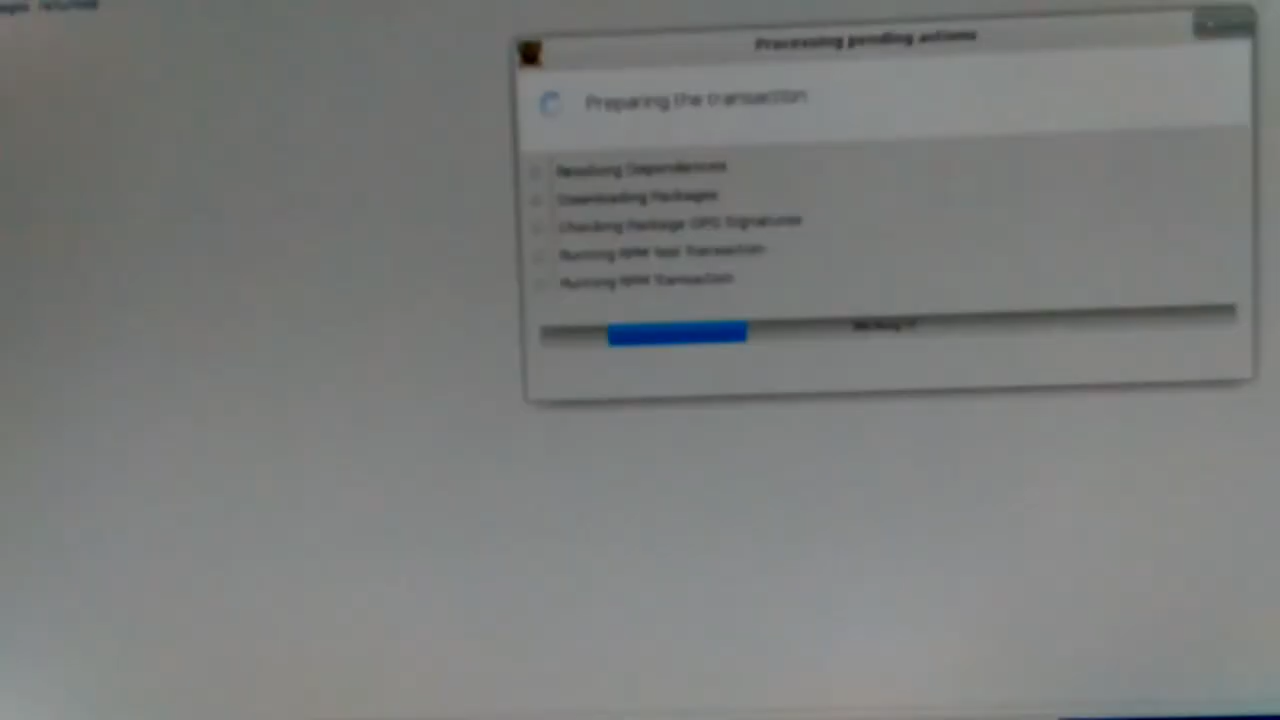 Processing pending actions
Preparing the transaction
Resolving Dependences
Downloading Packages
Checking Package GPG Signatures
Running RPM Test Transaction
Running RPM Transaction